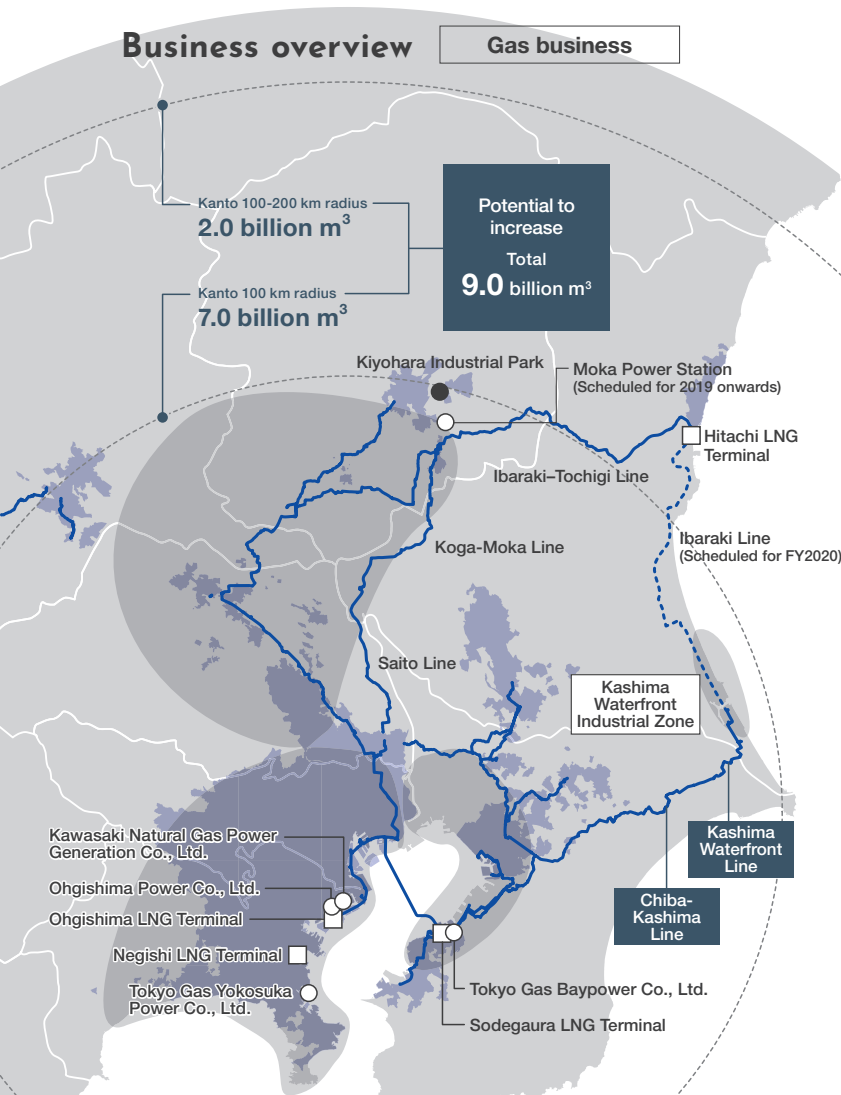 Business overview
Gas business
Kanto 100-200 km radius
2.0 billion m³
Potential to
increase
Total
9.0 billion m³
Kanto 100 km radius
7.0 billion m³
Kiyohara Industrial Park
Moka Power Station
(Scheduled for 2019 onwards)
Hitachi LNG
Terminal
Ibaraki–Tochigi Line
Ibaraki Line
(Scheduled for FY2020)
Koga-Moka Line
Saito Line
Kashima
Waterfront
Industrial Zone
Kawasaki Natural Gas Power
Generation Co., Ltd.
Kashima
Waterfront
Line
Ohgishima Power Co., Ltd.
Ohgishima LNG Terminal
Chiba-
Kashima
Line
Negishi LNG Terminal
Tokyo Gas Yokosuka
Power Co., Ltd.
Tokyo Gas Baypower Co., Ltd.
Sodegaura LNG Terminal